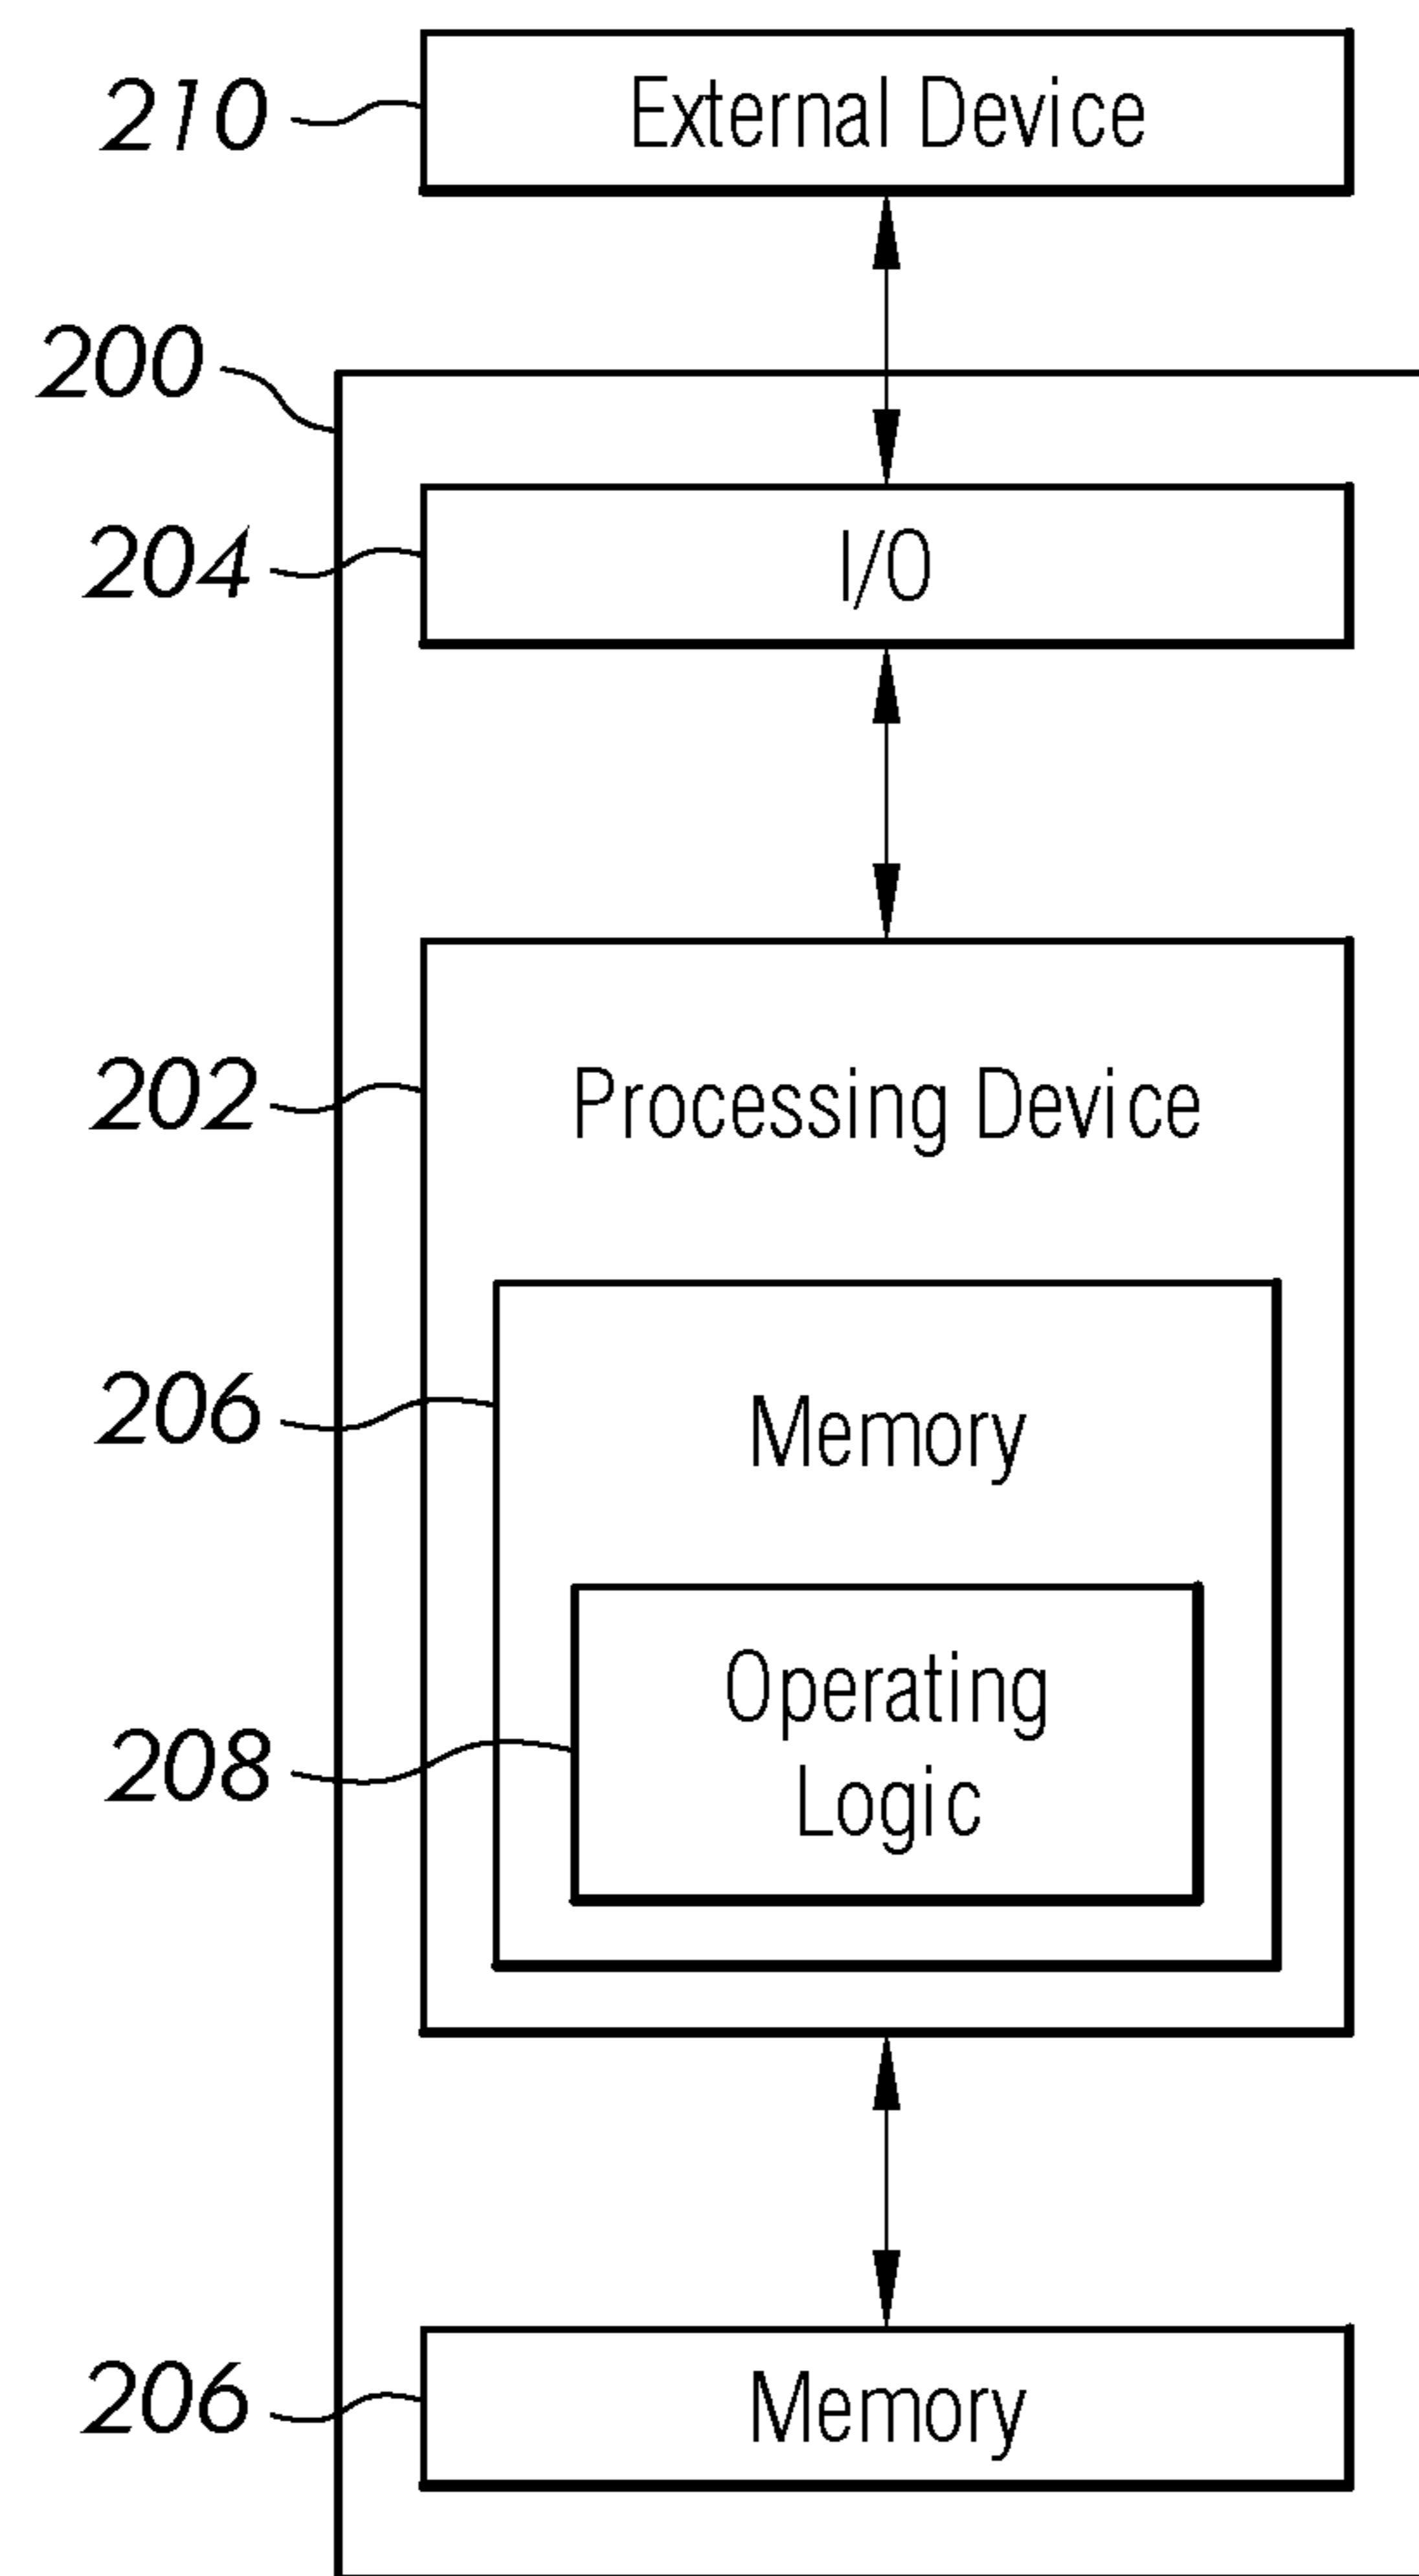 210
External Device
200
204
I/O
202
Processing Device
206
Memory
208
Operating
Logic
206
Memory